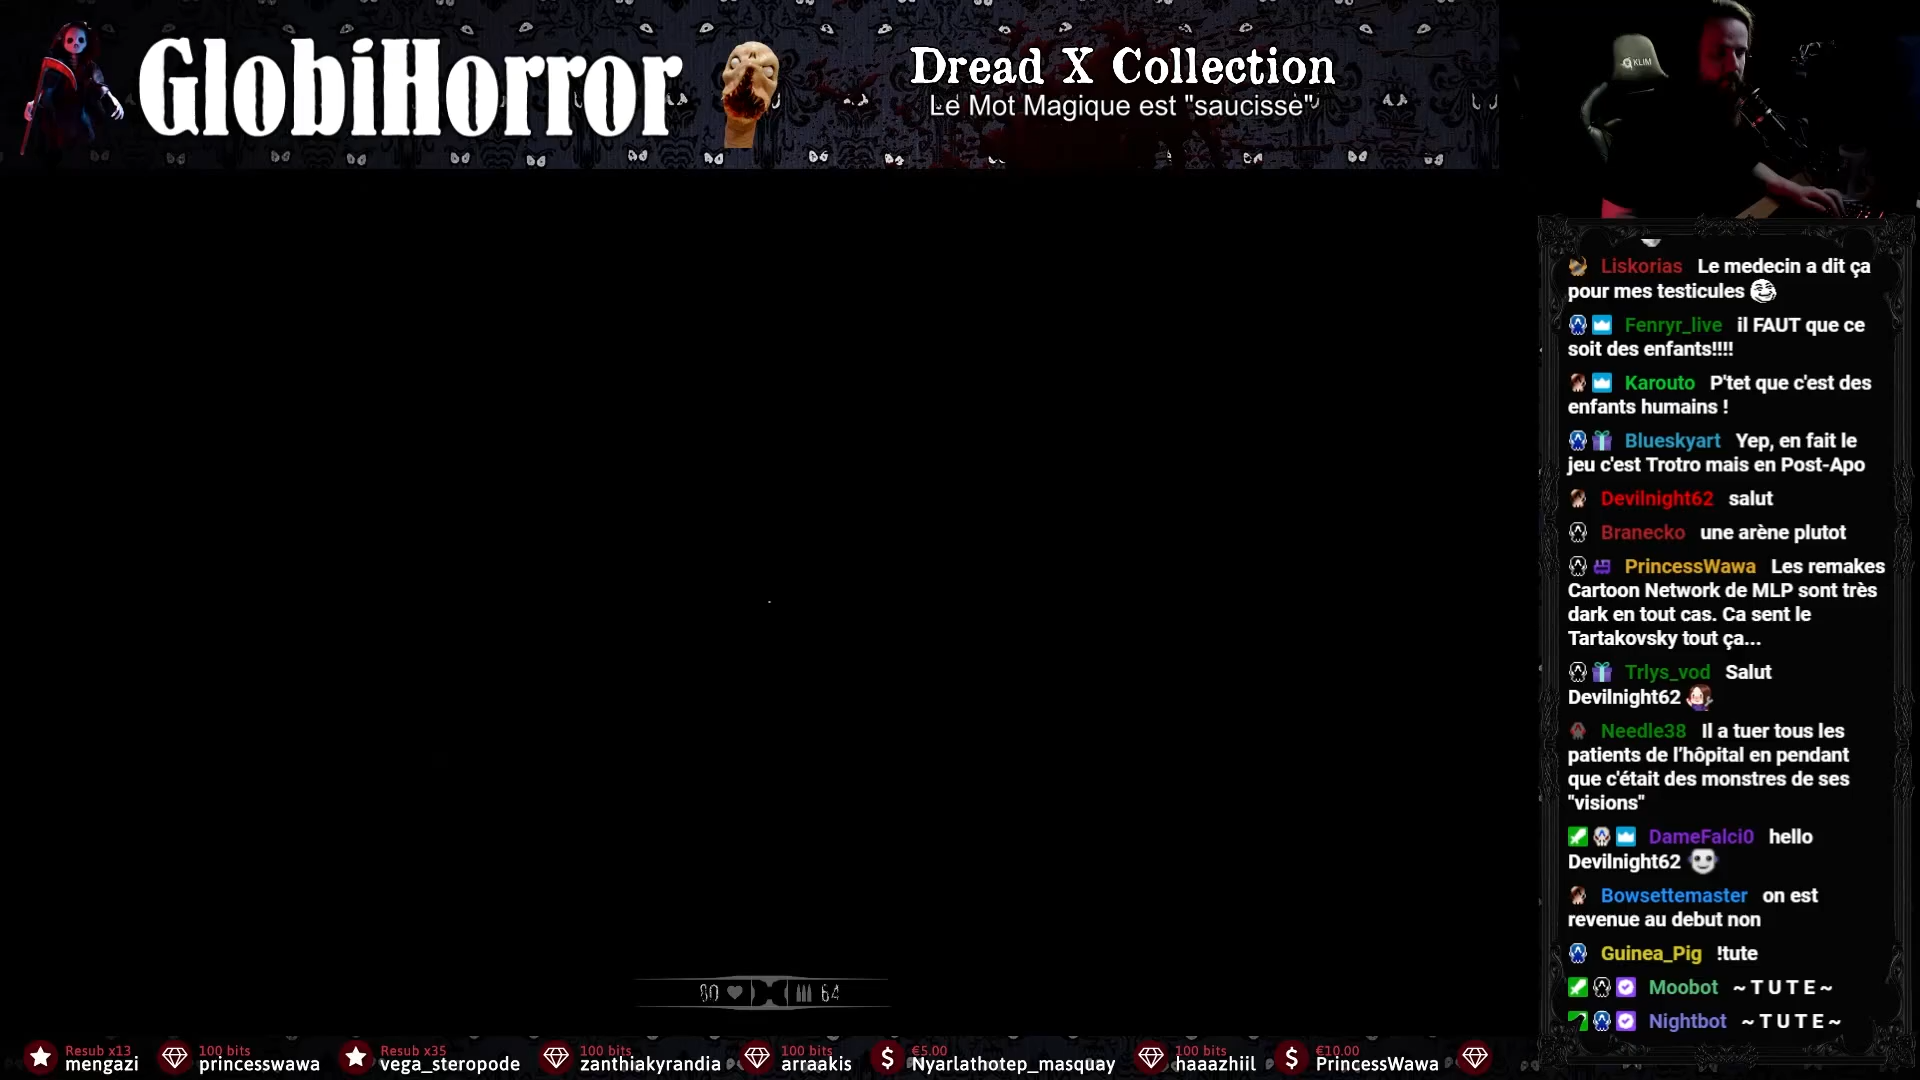 GlobiHorror
Dread X Collection
Le Mot Magique est "saucisse"
KLIM
Liskorias Le medecin a dit ça
pour mes testicules
Fenryr_live il FAUT que ce
soit des enfants!!!!
Karouto P'tet que c'est des
enfants humains !
Blueskyart Yep, en fait le
jeu c'est Trotro mais en Post-Apo
Devilnight62 salut
Branecko une arène plutot
PrincessWawa Les remakes
Cartoon Network de MLP sont très
dark en tout cas. Ca sent le
Tartakovsky tout ça...
Trlys_vod Salut
Devilnight62
Needle38 Il a tuer tous les
patients de l'hôpital en pendant
que c'était des monstres de ses
"visions"
DameFalci0 hello
Devilnight62
Bowsettemaster on est
revenue au debut non
Guinea_Pig !tute
Moobot ~ T U T E ~
Nightbot ~ T U T E ~
80 64
Resub x13
mengazi
100 bits
princesswawa
Resub x35
vega_steropode
100 bits
zanthiakyrandia
100 bits
arraakis
€5.00
Nyarlathotep_masquay
100 bits
haaazhiil
€10.00
PrincessWawa